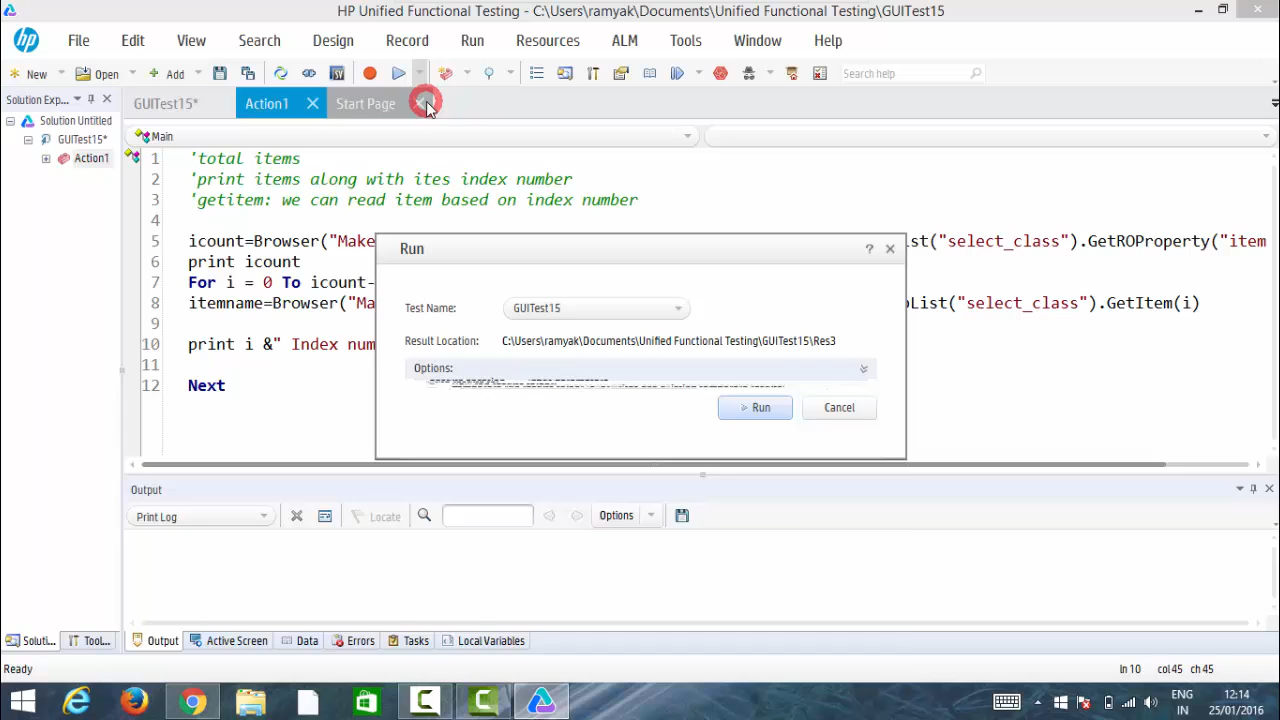 HP Unified Functional Testing - C:\Users\ramyak\Documents\Unified Functional Testing\GUITest15
hp File Edit View Search Design Record Run Resources ALM Tools Window Help
New Open Add Search help
Solution Exp...
GUITest15* Action1 Start Page
Solution Untitled
GUITest15*
Action1
Main
1 'total items
2 'print items along with ites index number
3 'getitem: we can read item based on index number
4
5 icount=Browser("Make st("select_class").GetROProperty("item
6 print icount
7 For i = 0 To icount-
8 itemname=Browser("Ma oList("select_class").GetItem(i)
9
10 print i &" Index num
11
12 Next
Run ?
Test Name: GUITest15
Result Location: C:\Users\ramyak\Documents\Unified Functional Testing\GUITest15\Res3
Options:
Run Cancel
Output
Print Log Locate Options
Soluti... Tool... Output Active Screen Data Errors Tasks Local Variables
Ready Ln 10 col 45 ch 45
ENG
IN
12:14
25/01/2016